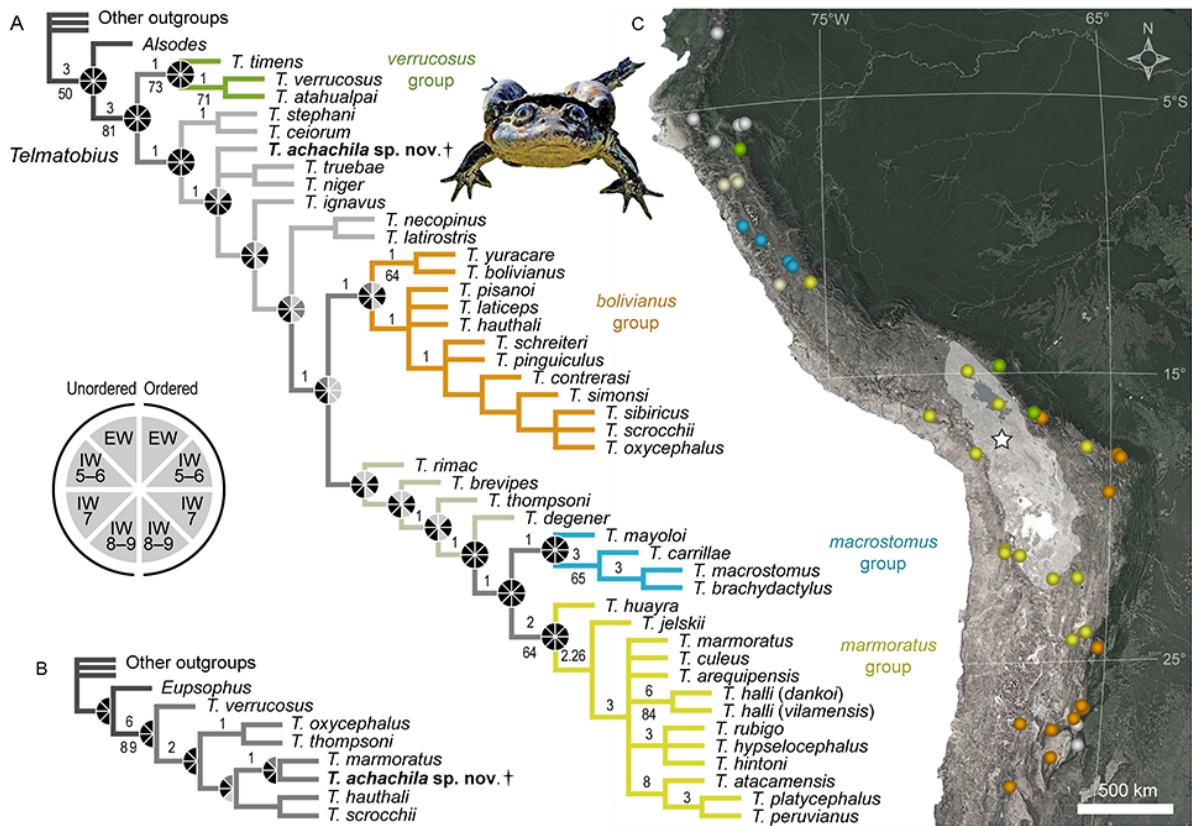 A
Other outgroups
Alsodes
3
50
1
73
T. timens
verrucosus
group
1
71
T. verrucosus
T. atahualpai
3
81
Telmatobius
1
1
T. stephani
T. ceiorum
1
T. achachila sp. nov. †
T. truebae
T. niger
T. ignavus
T. necopinus
T. latirostris
1
1
1
64
T. yuracare
T. bolivianus
bolivianus
group
1
T. pisanoi
T. laticeps
T. hauthali
1
T. schreiteri
T. pinguiculus
T. contrerasi
T. simonsi
T. sibiricus
T. scrocchii
T. oxycephalus
Unordered
Ordered
EW
EW
IW
5–6
IW
5–6
IW
7
IW
7
IW
8–9
IW
8–9
T. rimac
1
T. brevipes
1
T. thompsoni
1
T. degener
1
1
T. mayoloi
macrostomus
group
3
65
T. carrillae
3
T. macrostomus
T. brachydactylus
2
64
T. huayra
2.26
T. jelskii
marmoratus
group
3
T. marmoratus
T. culeus
T. arequipensis
6
84
T. halli (dankoi)
T. halli (vilamensis)
3
T. rubigo
T. hypselocephalus
T. hintoni
8
T. atacamensis
3
T. platycephalus
T. peruvianus
B
Other outgroups
Eupsophus
6
89
T. verrucosus
2
1
T. oxycephalus
T. thompsoni
1
T. marmoratus
T. achachila sp. nov. †
T. hauthali
T. scrocchii
C
75°W
65°
N
5°S
15°
25°
500 km